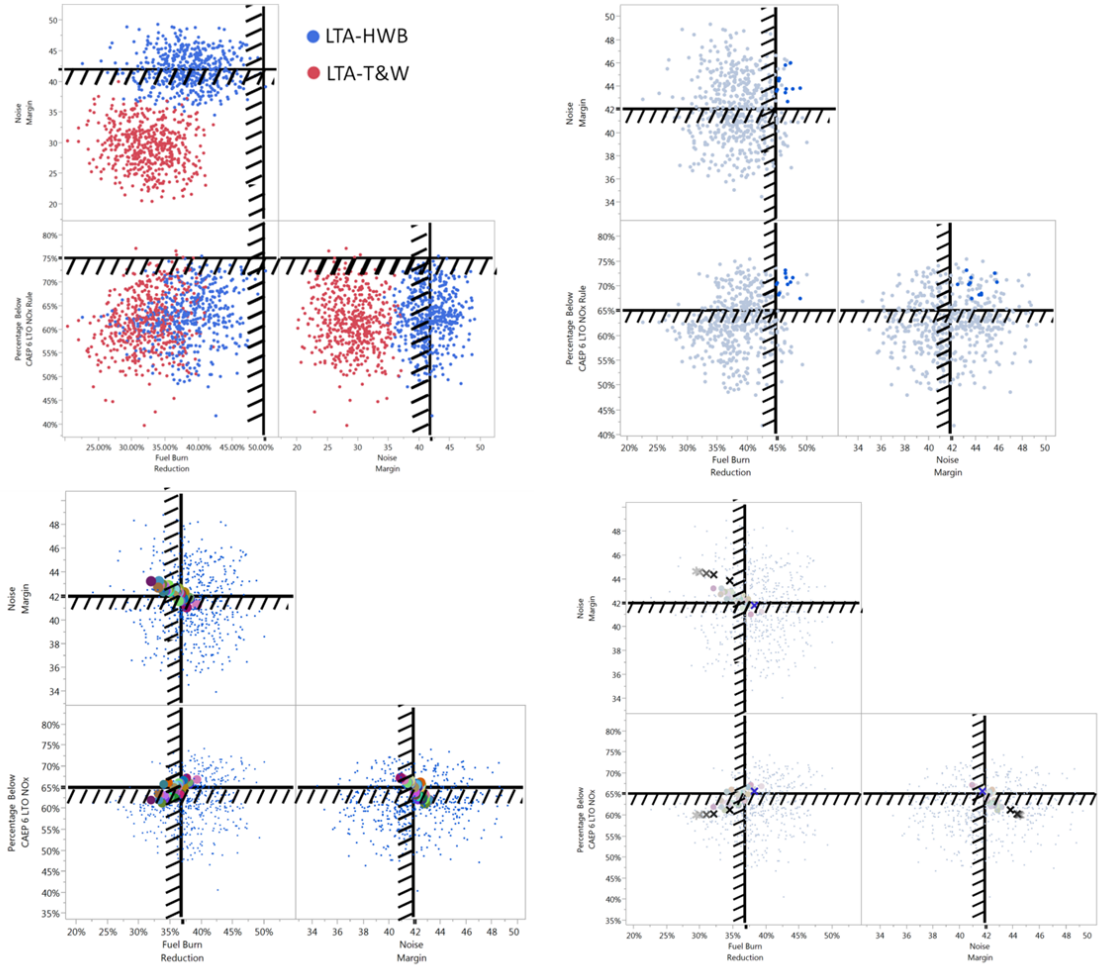 LTA-HWB
LTA-T&W
50
45
40
35
30
25
20
Noise
Margin
80%
75%
70%
65%
60%
55%
50%
45%
40%
Percentage Below
CAEP 6 LTO NOx Rule
25.00% 30.00% 35.00% 40.00% 45.00% 50.00%
Fuel Burn
Reduction
20 25 30 35 40 45 50
Noise
Margin
50
48
46
44
42
40
38
36
34
Noise
Margin
80%
75%
70%
65%
60%
55%
50%
45%
40%
Percentage Below
CAEP 6 LTO NOx Rule
20% 25% 30% 35% 40% 45% 50%
Fuel Burn
Reduction
34 36 38 40 42 44 46 48 50
Noise
Margin
48
46
44
42
40
38
36
34
Noise
Margin
80%
75%
70%
65%
60%
55%
50%
45%
40%
35%
Percentage Below
CAEP 6 LTO NOx
20% 25% 30% 35% 40% 45% 50%
Fuel Burn
Reduction
34 36 38 40 42 44 46 48 50
Noise
Margin
48
46
44
42
40
38
36
34
Noise
Margin
80%
75%
70%
65%
60%
55%
50%
45%
40%
35%
Percentage Below
CAEP 6 LTO NOx
20% 25% 30% 35% 40% 45% 50%
Fuel Burn
Reduction
34 36 38 40 42 44 46 48 50
Noise
Margin